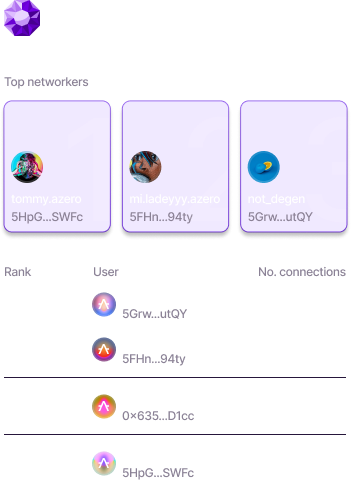 Top networkers
tommy.azero
mi.ladeyyy.azero
not_degen
5HpG...SWFc
5FHn...94ty
5Grw...utQY
Rank User No. connections
5Grw...utQY
5FHn...94ty
0×635...D1cc
5HpG...SWFc